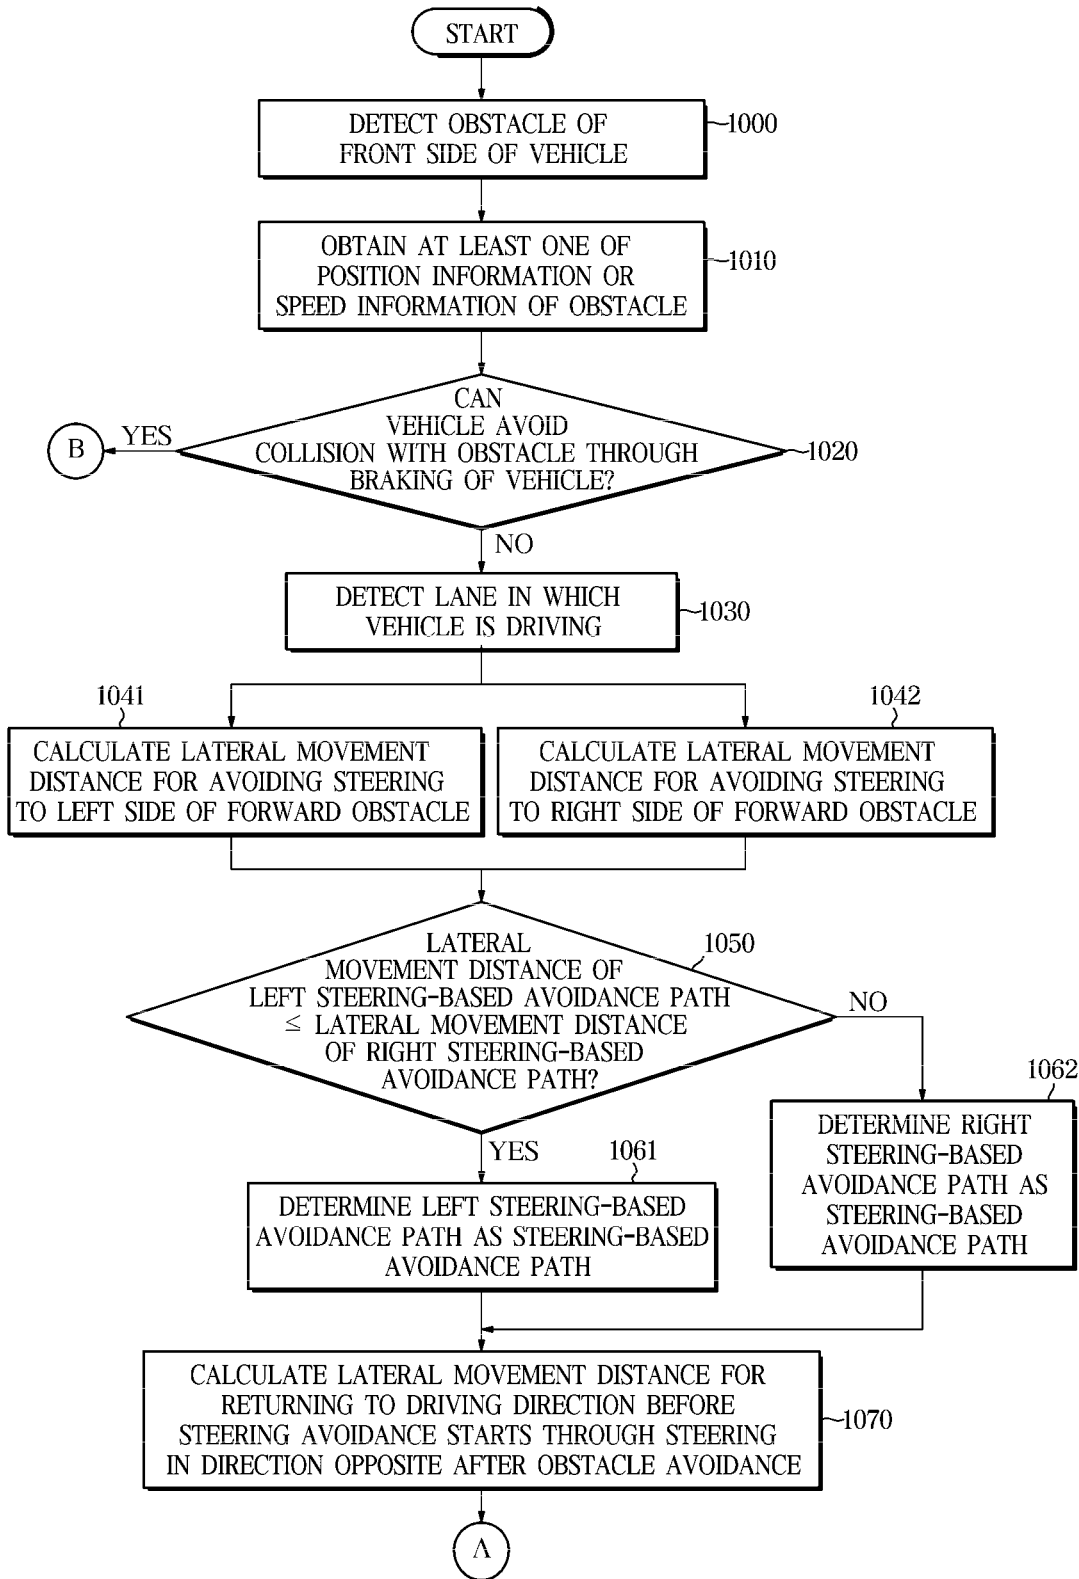 START
DETECT OBSTACLE OF
FRONT SIDE OF VEHICLE
1000
OBTAIN AT LEAST ONE OF
POSITION INFORMATION OR
SPEED INFORMATION OF OBSTACLE
1010
CAN
VEHICLE AVOID
COLLISION WITH OBSTACLE THROUGH
BRAKING OF VEHICLE?
1020
YES
B
NO
DETECT LANE IN WHICH
VEHICLE IS DRIVING
1030
1041
CALCULATE LATERAL MOVEMENT
DISTANCE FOR AVOIDING STEERING
TO LEFT SIDE OF FORWARD OBSTACLE
1042
CALCULATE LATERAL MOVEMENT
DISTANCE FOR AVOIDING STEERING
TO RIGHT SIDE OF FORWARD OBSTACLE
1050
LATERAL
MOVEMENT DISTANCE OF
LEFT STEERING-BASED AVOIDANCE PATH
≤ LATERAL MOVEMENT DISTANCE
OF RIGHT STEERING-BASED
AVOIDANCE PATH?
NO
1062
DETERMINE RIGHT
STEERING-BASED
AVOIDANCE PATH AS
STEERING-BASED
AVOIDANCE PATH
YES
1061
DETERMINE LEFT STEERING-BASED
AVOIDANCE PATH AS STEERING-BASED
AVOIDANCE PATH
CALCULATE LATERAL MOVEMENT DISTANCE FOR
RETURNING TO DRIVING DIRECTION BEFORE
STEERING AVOIDANCE STARTS THROUGH STEERING
IN DIRECTION OPPOSITE AFTER OBSTACLE AVOIDANCE
1070
A